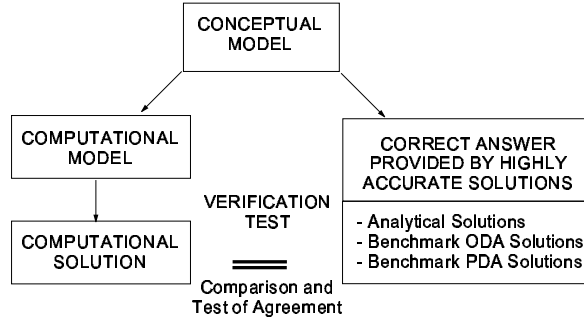 CONCEPTUAL
MODEL
COMPUTATIONAL
MODEL
COMPUTATIONAL
SOLUTION
VERIFICATION
TEST
Comparison and
Test of Agreement
CORRECT ANSWER
PROVIDED BY HIGHLY
ACCURATE SOLUTIONS
- Analytical Solutions
- Benchmark ODA Solutions
- Benchmark PDA Solutions